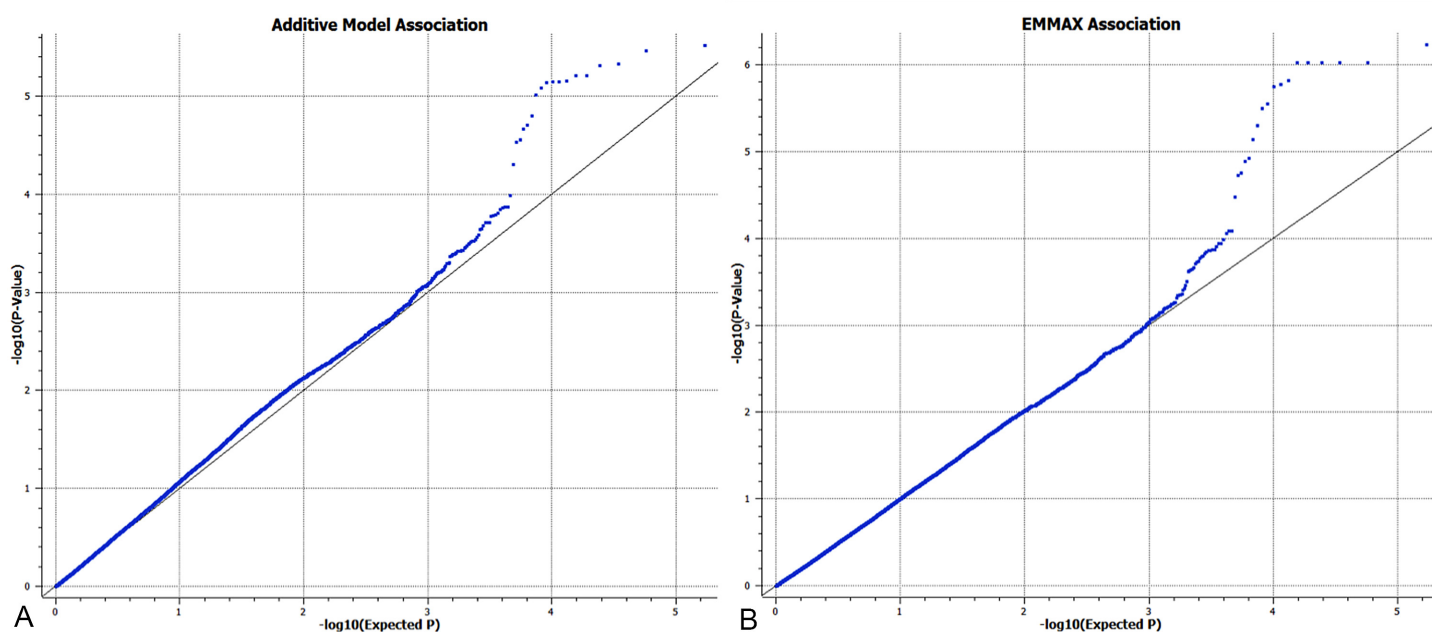 Additive Model Association
-log10(P-Value)
5
4
3
2
1
0
0 1 2 3 4 5
-log10(Expected P)
A
EMMAX Association
-log10(P-Value)
6
5
4
3
2
1
0
0 1 2 3 4 5
-log10(Expected P)
B